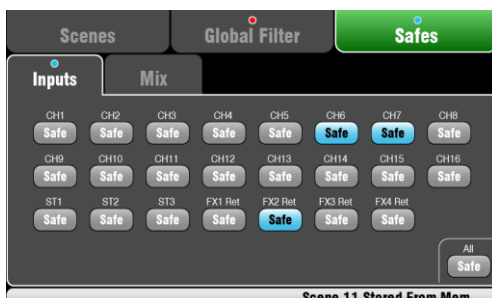 Scenes Global Filter Safes
Inputs Mix
CH1 CH2 CH3 CH4 CH5 CH6 CH7 CH8
Safe Safe Safe Safe Safe Safe Safe Safe
CH9 CH10 CH11 CH12 CH13 CH14 CH15 CH16
Safe Safe Safe Safe Safe Safe Safe Safe
ST1 ST2 ST3 FX1 Ret FX2 Ret FX3 Ret FX4 Ret
Safe Safe Safe Safe Safe Safe Safe
All
Safe
Scene 11 Stored From Mem